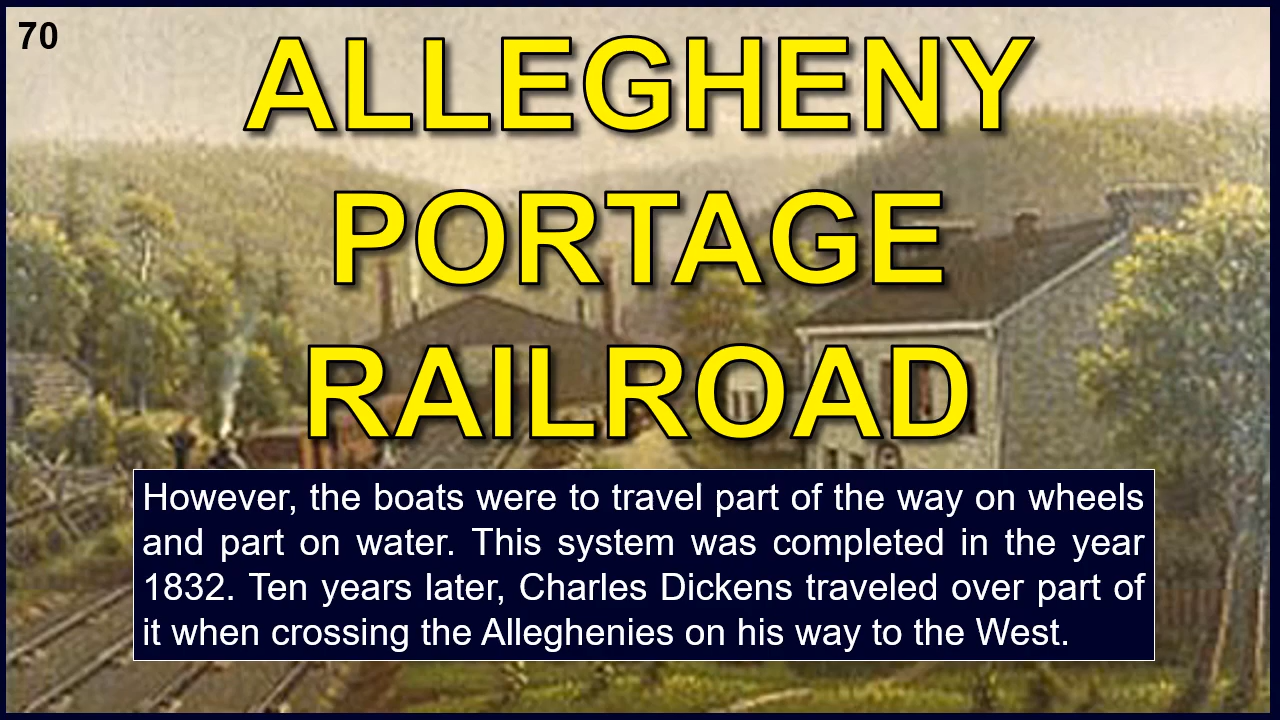 70
ALLEGHENY
PORTAGE
RAILROAD
However, the boats were to travel part of the way on wheels
and part on water. This system was completed in the year
1832. Ten years later, Charles Dickens traveled over part of
it when crossing the Alleghenies on his way to the West.